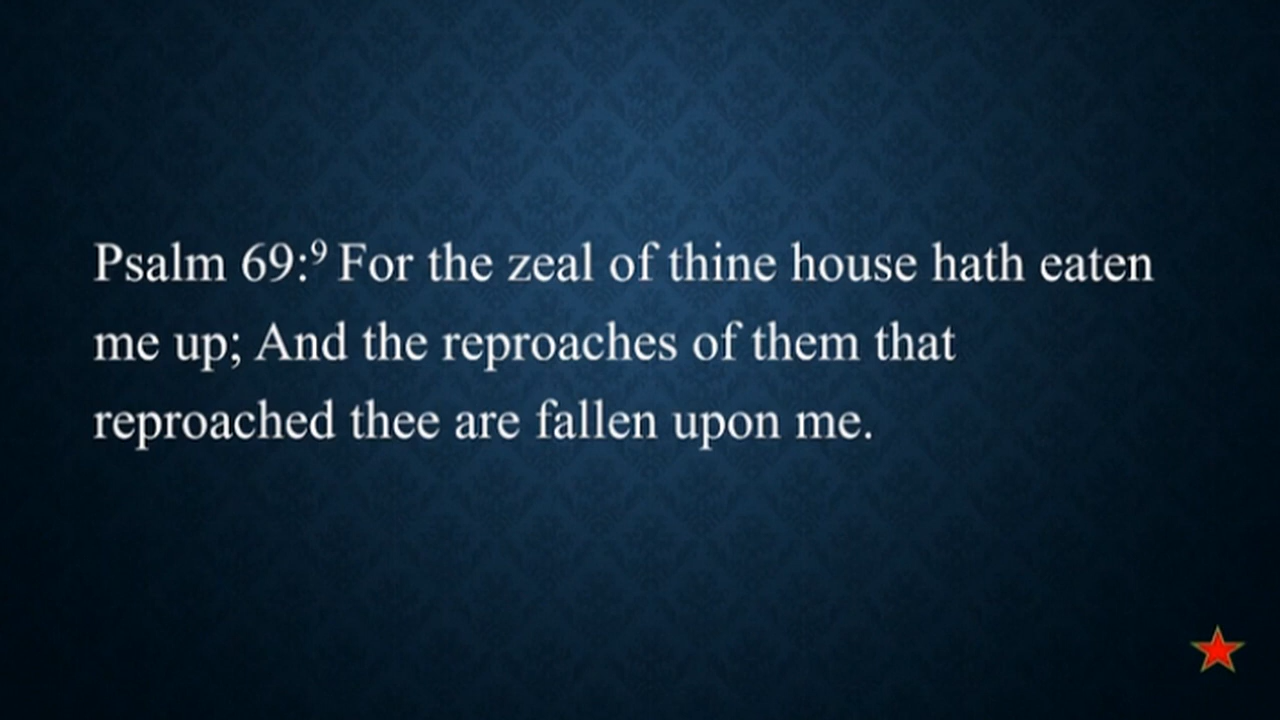 Psalm 69:⁹ For the zeal of thine house hath eaten
me up; And the reproaches of them that
reproached thee are fallen upon me.